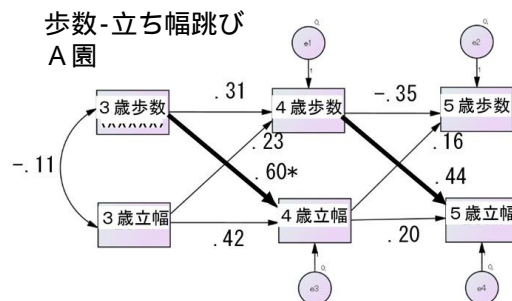 歩数-立ち幅跳び
A園
e1
e2
3歳歩数
.31
4歳歩数
-.35
5歳歩数
.23
.16
-.11
.60*
.44
3歳立幅
4歳立幅
5歳立幅
.42
.20
e3
e4